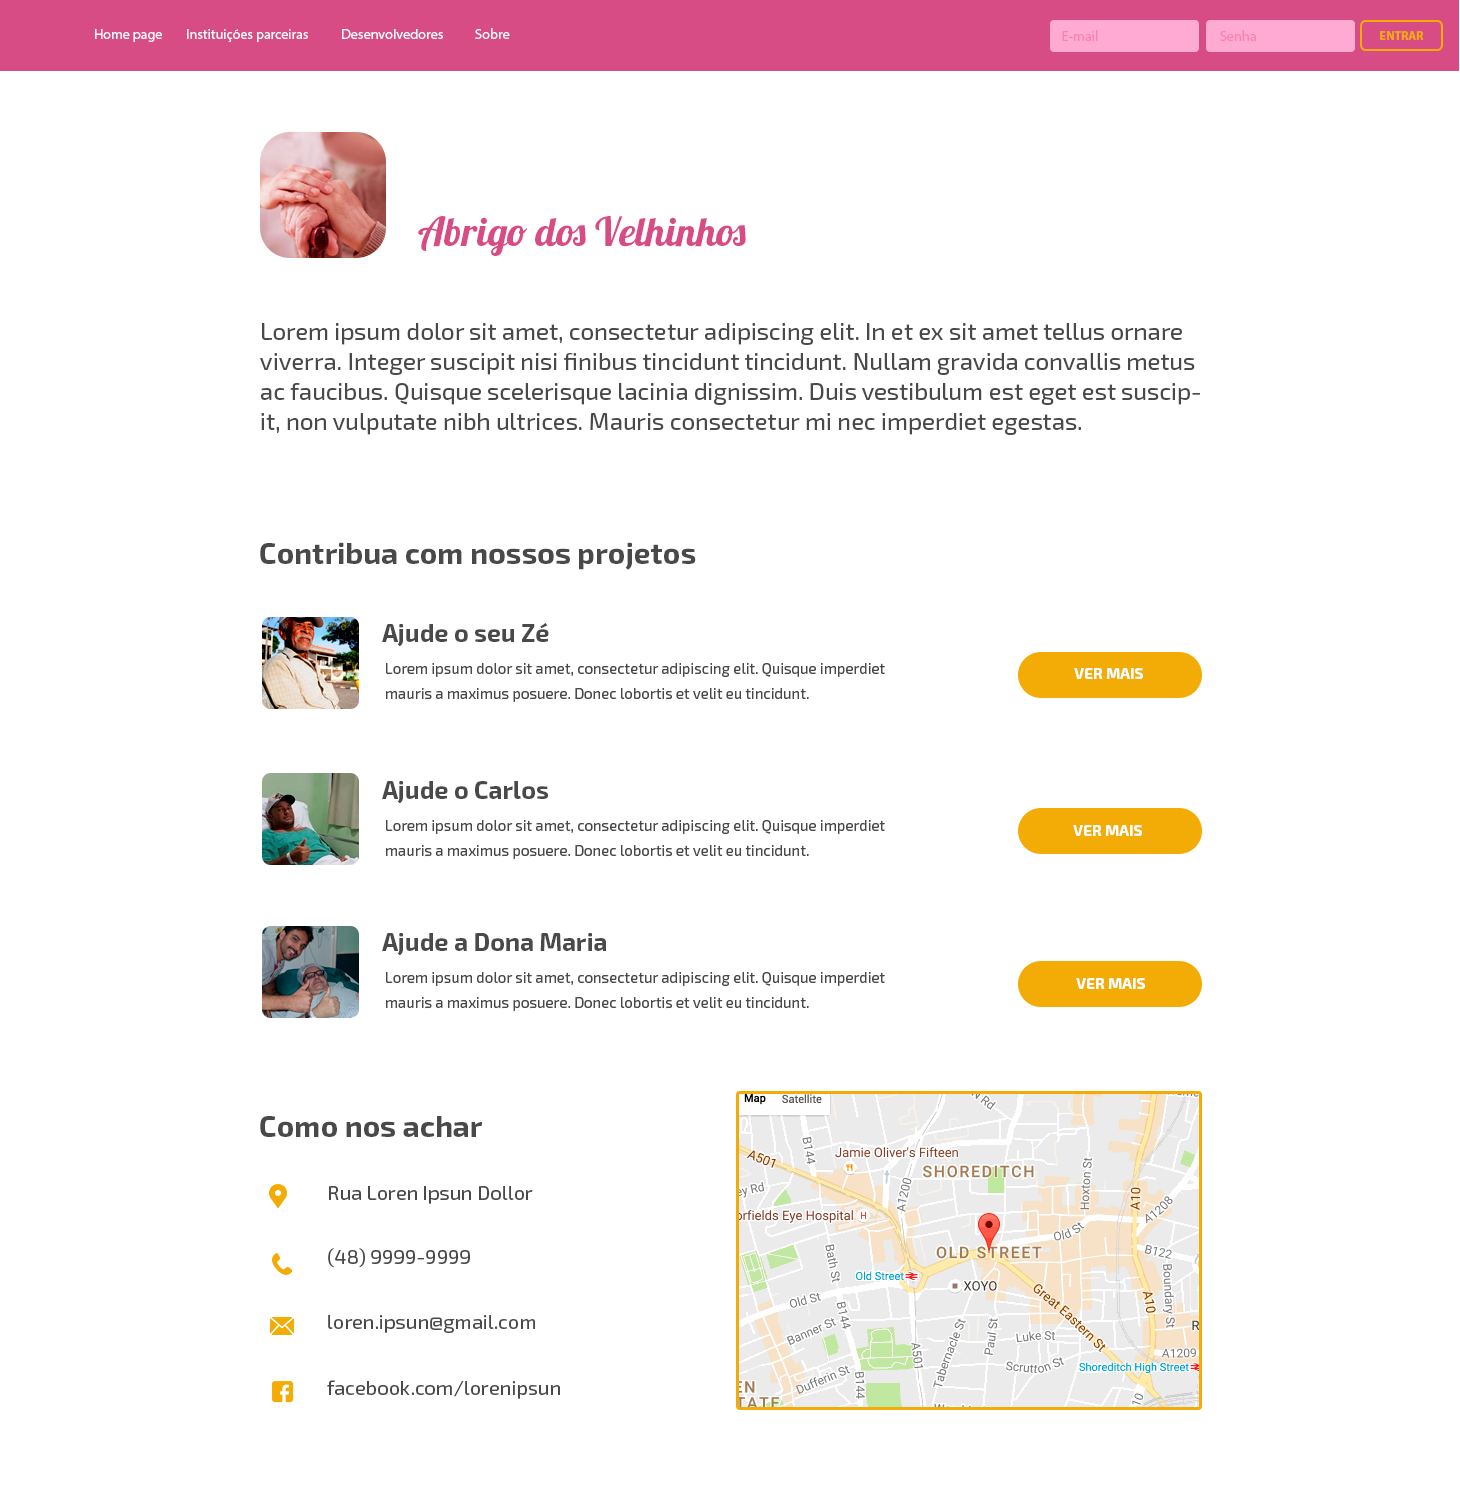 Home page Instituições parceiras Desenvolvedores Sobre E-mail Senha ENTRAR
Abrigo dos Velhinhos
Lorem ipsum dolor sit amet, consectetur adipiscing elit. In et ex sit amet tellus ornare
viverra. Integer suscipit nisi finibus tincidunt tincidunt. Nullam gravida convallis metus
ac faucibus. Quisque scelerisque lacinia dignissim. Duis vestibulum est eget est suscip-
it, non vulputate nibh ultrices. Mauris consectetur mi nec imperdiet egestas.
Contribua com nossos projetos
Ajude o seu Zé
Lorem ipsum dolor sit amet, consectetur adipiscing elit. Quisque imperdiet
mauris a maximus posuere. Donec lobortis et velit eu tincidunt.
VER MAIS
Ajude o Carlos
Lorem ipsum dolor sit amet, consectetur adipiscing elit. Quisque imperdiet
mauris a maximus posuere. Donec lobortis et velit eu tincidunt.
VER MAIS
Ajude a Dona Maria
Lorem ipsum dolor sit amet, consectetur adipiscing elit. Quisque imperdiet
mauris a maximus posuere. Donec lobortis et velit eu tincidunt.
VER MAIS
Como nos achar
Rua Loren Ipsun Dollor
(48) 9999-9999
loren.ipsun@gmail.com
facebook.com/lorenipsun
Map Satellite
N Rd
B144
Jamie Oliver's Fifteen
A501
SHOREDITCH
Hoxton St
ey Rd
A1200
A10
A1208
orfields Eye Hospital H
Old St
B122
OLD STREET
Bath St
Old Street
XOYO
Boundary St
Old St
B144
Great Eastern St
A10
Banner St
Paul St
Luke St
R
A501
Tabernacle St
A1209
Scrutton St
Shoreditch High Street
Dufferin St
B144
EN
TATE
10